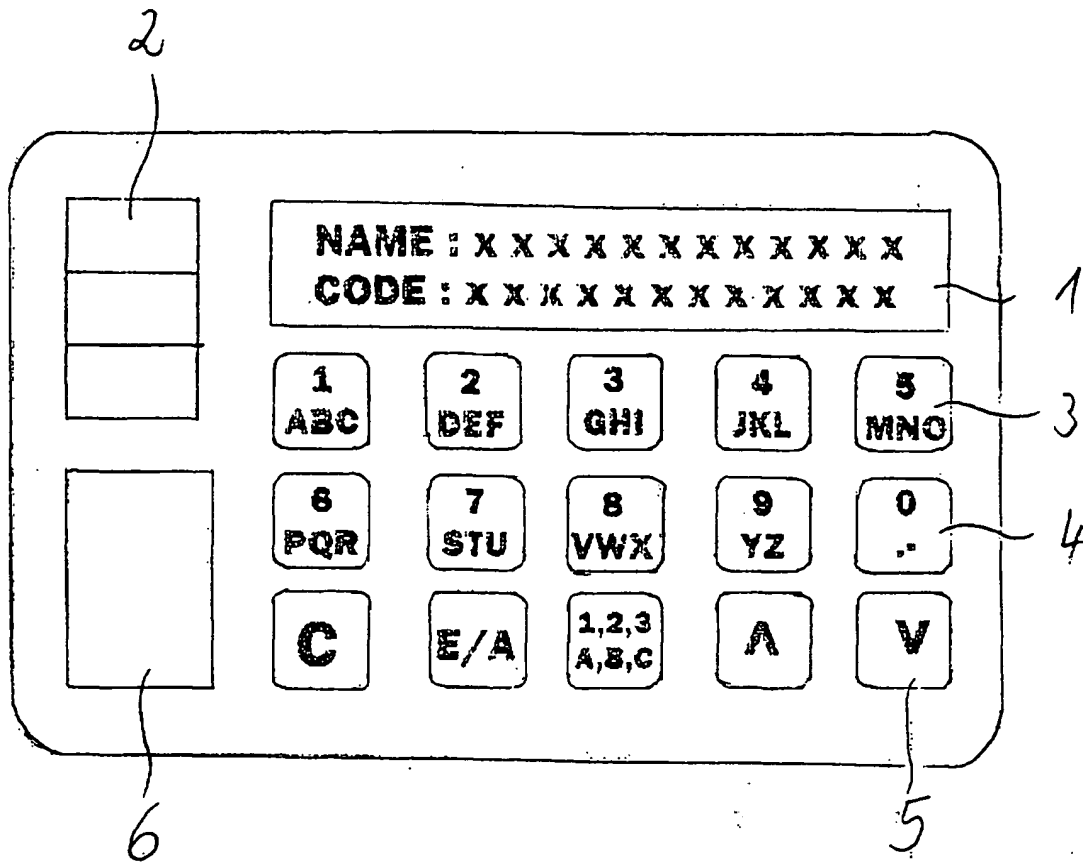 2
NAME : x x x x x x x x x x x x
CODE : x x x x x x x x x x x x
1
1 2 3 4 5
ABC DEF GHI JKL MNO
3
6 7 8 9 0
PQR STU VWX YZ .-
4
C E/A 1,2,3 A,B,C Λ V
6 5